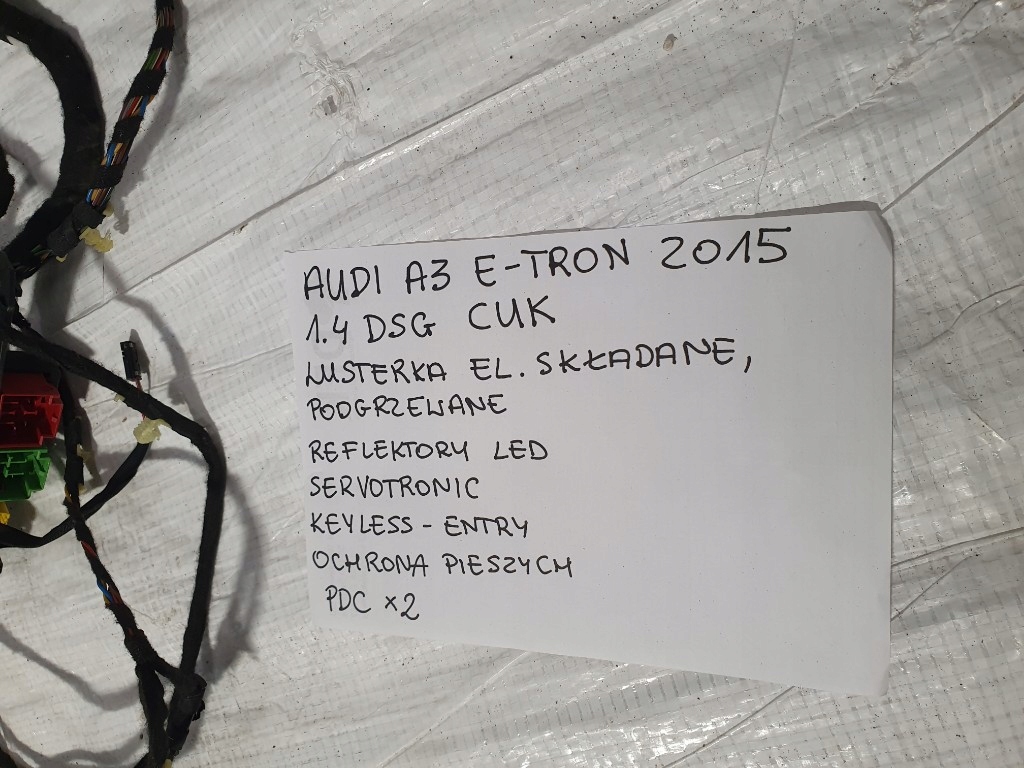 AUDI A3 E-TRON 2015
1.4 DSG CUK
LUSTERKA EL. SKŁADANE,
PODGRZEWANE
REFLEKTORY LED
SERVOTRONIC
KEYLESS - ENTRY
OCHRONA PIESZYCH
PDC x2